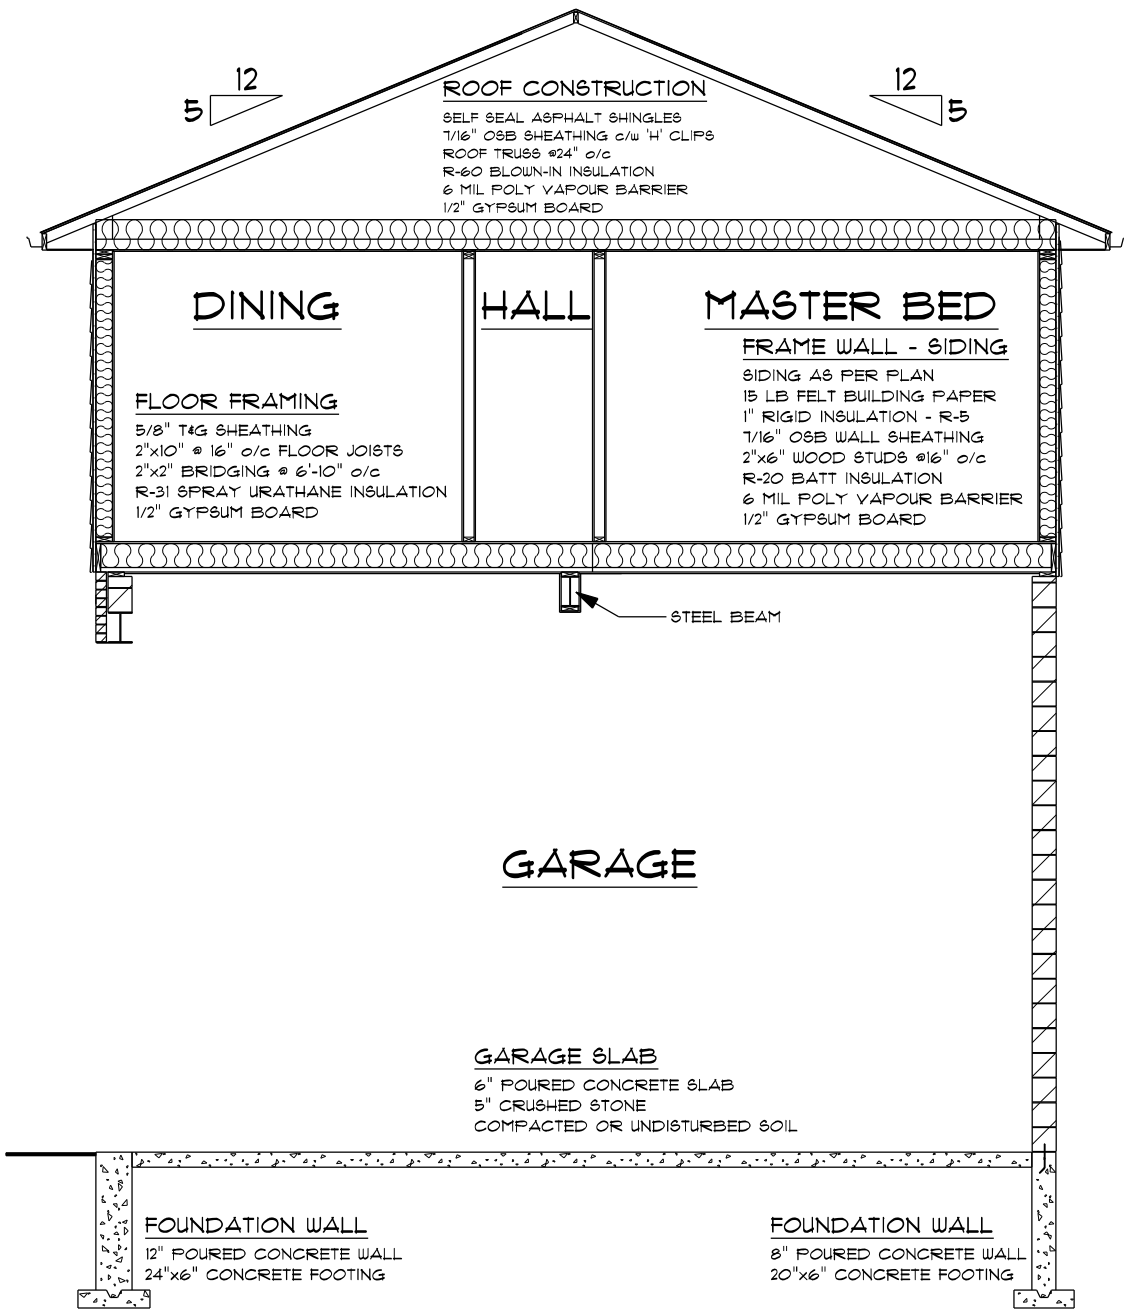 12
5
12
5
ROOF CONSTRUCTION
SELF SEAL ASPHALT SHINGLES
7/16" OSB SHEATHING c/w 'H' CLIPS
ROOF TRUSS @24" o/c
R-60 BLOWN-IN INSULATION
6 MIL POLY VAPOUR BARRIER
1/2" GYPSUM BOARD
DINING
HALL
MASTER BED
FRAME WALL - SIDING
SIDING AS PER PLAN
15 LB FELT BUILDING PAPER
1" RIGID INSULATION - R-5
7/16" OSB WALL SHEATHING
2"x6" WOOD STUDS @16" o/c
R-20 BATT INSULATION
6 MIL POLY VAPOUR BARRIER
1/2" GYPSUM BOARD
FLOOR FRAMING
5/8" T&G SHEATHING
2"x10" @ 16" o/c FLOOR JOISTS
2"x2" BRIDGING @ 6'-10" o/c
R-31 SPRAY URATHANE INSULATION
1/2" GYPSUM BOARD
STEEL BEAM
GARAGE
GARAGE SLAB
6" POURED CONCRETE SLAB
5" CRUSHED STONE
COMPACTED OR UNDISTURBED SOIL
FOUNDATION WALL
12" POURED CONCRETE WALL
24"x6" CONCRETE FOOTING
FOUNDATION WALL
8" POURED CONCRETE WALL
20"x6" CONCRETE FOOTING